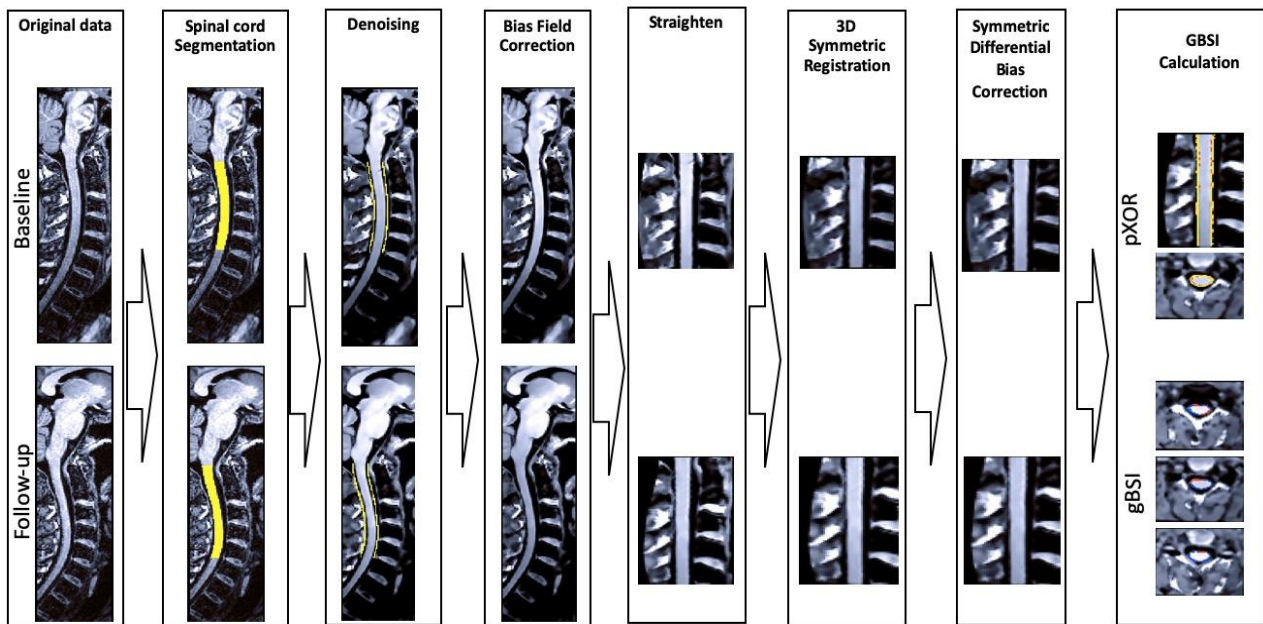 Original data
Spinal cord
Segmentation
Denoising
Bias Field
Correction
Straighten
3D
Symmetric
Registration
Symmetric
Differential
Bias
Correction
GBSI
Calculation
Baseline
Follow-up
pXOR
gBSI